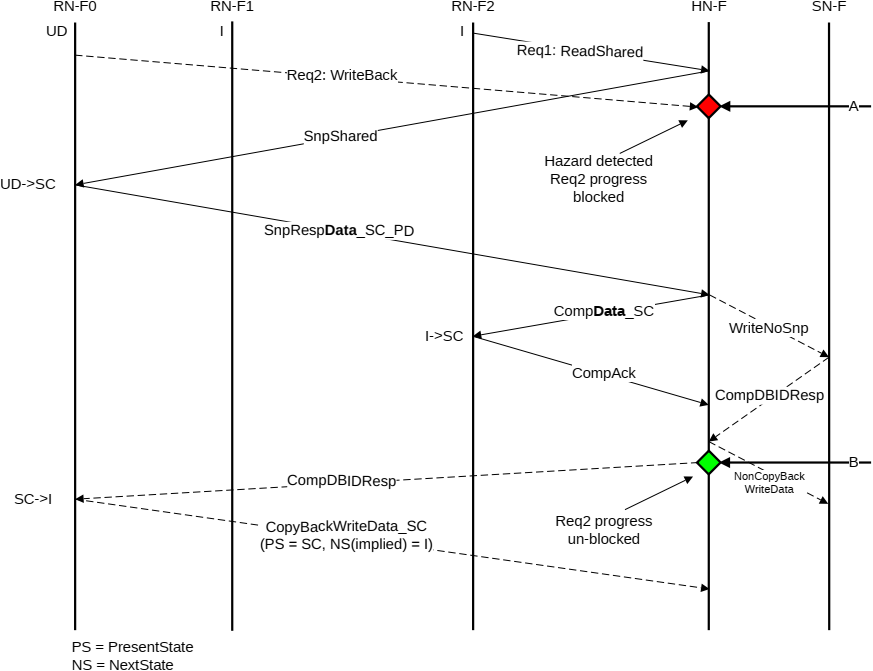 RN-F0 RN-F1 RN-F2 HN-F SN-F
UD I I
Req1: ReadShared
Req2: WriteBack
A
SnpShared
Hazard detected
Req2 progress
blocked
UD->SC
SnpRespData_SC_PD
CompData_SC
WriteNoSnp
I->SC
CompAck
CompDBIDResp
B
CompDBIDResp
NonCopyBack
WriteData
SC->I
Req2 progress
un-blocked
CopyBackWriteData_SC
(PS = SC, NS(implied) = I)
PS = PresentState
NS = NextState